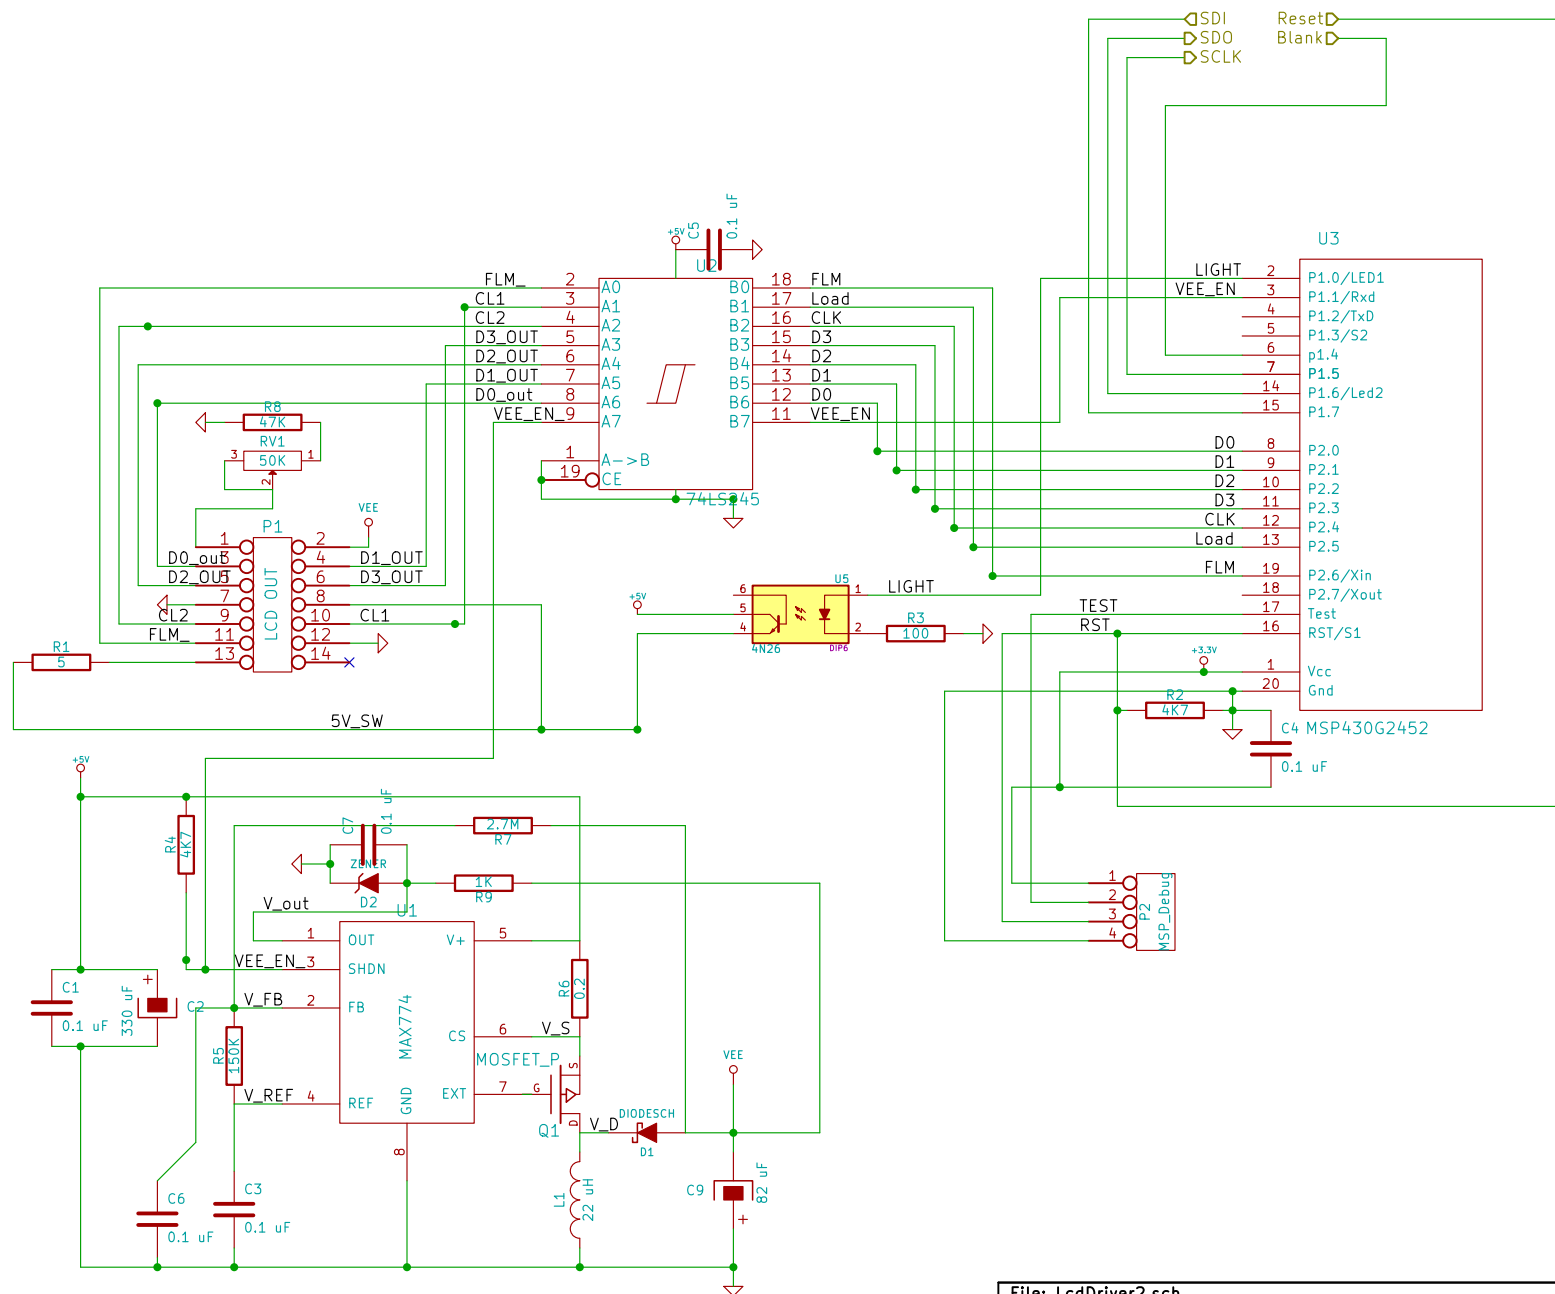 SDI Reset
SDO Blank
SCLK
U3
+5V C5 0.1 uF
U2
FLM_ 2 A0 B0 18 FLM
CL1 3 A1 B1 17 Load
CL2 4 A2 B2 16 CLK
D3_OUT 5 A3 B3 15 D3
D2_OUT 6 A4 B4 14 D2
D1_OUT 7 A5 B5 13 D1
D0_out 8 A6 B6 12 D0
VEE_EN_ 9 A7 B7 11 VEE_EN
1 A->B
19 CE
74LS245
LIGHT 2 P1.0/LED1
VEE_EN 3 P1.1/Rxd
4 P1.2/TxD
5 P1.3/S2
6 p1.4
7 P1.5
14 P1.6/Led2
15 P1.7
D0 8 P2.0
D1 9 P2.1
D2 10 P2.2
D3 11 P2.3
CLK 12 P2.4
Load 13 P2.5
FLM 19 P2.6/Xin
18 P2.7/Xout
TEST 17 Test
RST 16 RST/S1
+3.3V 1 Vcc
20 Gnd
R2
4K7
C4 MSP430G2452
0.1 uF
R8
47K
RV1
3 50K 1
2
VEE
P1
LCD OUT
1 2
D0_out 3 4 D1_OUT
D2_OUT 5 6 D3_OUT
7 8
CL2 9 10 CL1
FLM_ 11 12
13 14
R1
5
5V_SW
+5V
U5
6 1 LIGHT
5
4 2
4N26 DIP6
R3
100
+5V
R4 4K7
C7 0.1 uF
2.7M
R7
ZENER
D2
1K
R9
V_out
U1
1 OUT V+ 5
VEE_EN_ 3 SHDN
V_FB 2 FB
CS 6 V_S
V_REF 4 REF EXT 7
MAX774
GND
8
C1
0.1 uF
+
330 uF C2
R5 150K
R6 0.2
MOSFET_P
G S D
Q1
V_D
DIODESCH
D1
VEE
L1 22 uH
C9 82 uF
+
C6
0.1 uF
C3
0.1 uF
1
2
3
4
P2
MSP_Debug
File: LcdDriver2.sch